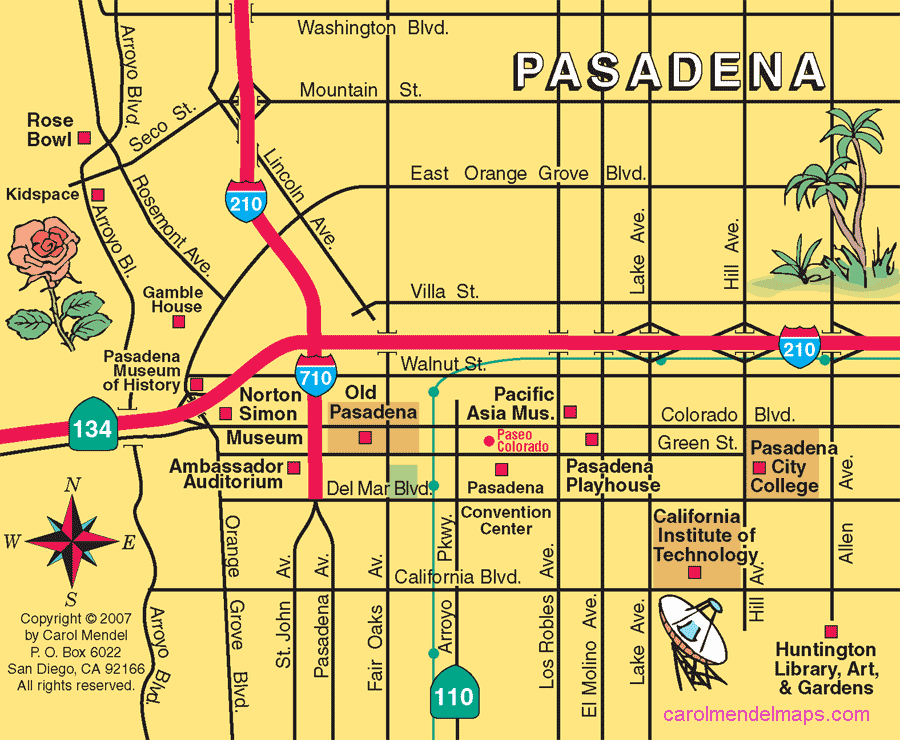 Washington Blvd.
PASADENA
Arroyo Blvd.
Mountain St.
Seco St.
Rose
Bowl
Lincoln Ave.
East Orange Grove Blvd.
Kidspace
210
Rosemont Ave.
Arroyo Bl.
Lake Ave.
Hill Ave.
Gamble
House
Villa St.
210
Walnut St.
Pasadena
Museum
of History
710
Norton
Simon
Museum
Old
Pasadena
Pacific
Asia Mus.
Colorado Blvd.
134
Paseo
Colorado
Green St.
Pasadena
City
College
Ambassador
Auditorium
Pasadena
Playhouse
Del Mar Blvd.
Pasadena
Convention
Center
N
W
E
S
California
Institute of
Technology
Orange Grove Blvd.
St. John Av.
Pasadena Av.
Fair Oaks Av.
Arroyo Pkwy.
Los Robles Ave.
El Molino Ave.
Lake Ave.
Hill Av.
Allen Ave.
California Blvd.
Arroyo Blvd.
Copyright © 2007
by Carol Mendel
P. O. Box 6022
San Diego, CA 92166
All rights reserved.
110
Huntington
Library, Art,
& Gardens
carolmendelmaps.com